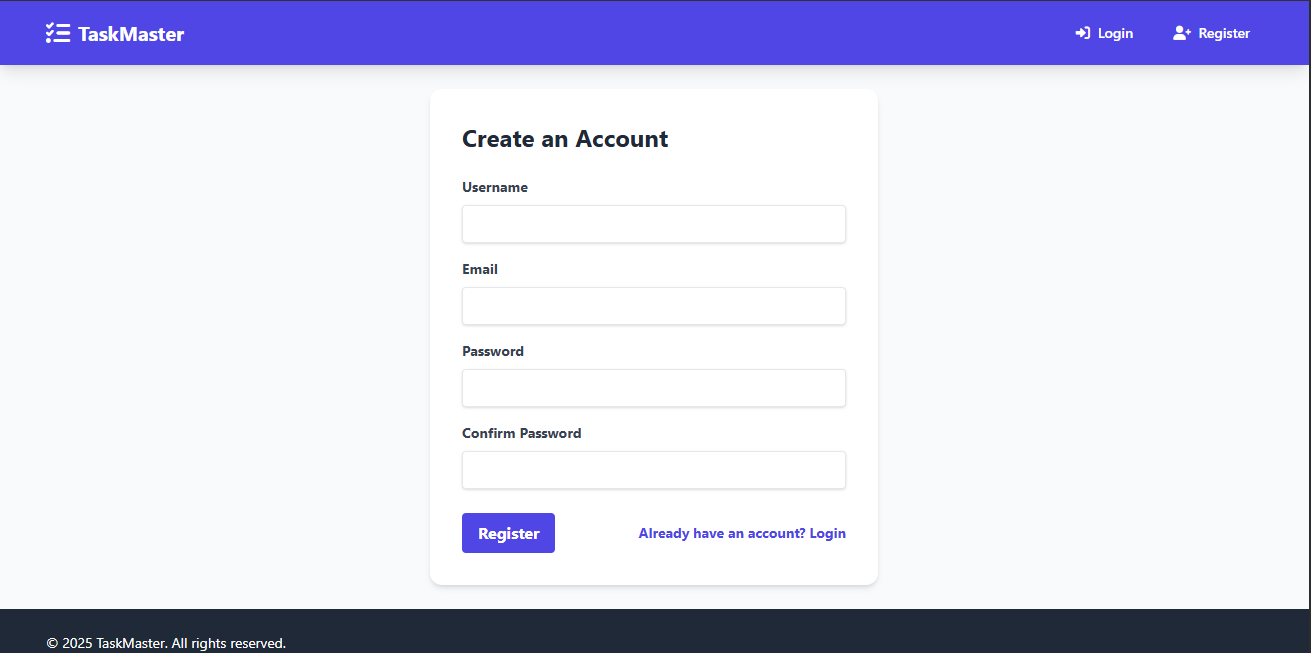 TaskMaster
Login
Register
Create an Account
Username
Email
Password
Confirm Password
Register
Already have an account? Login
© 2025 TaskMaster. All rights reserved.